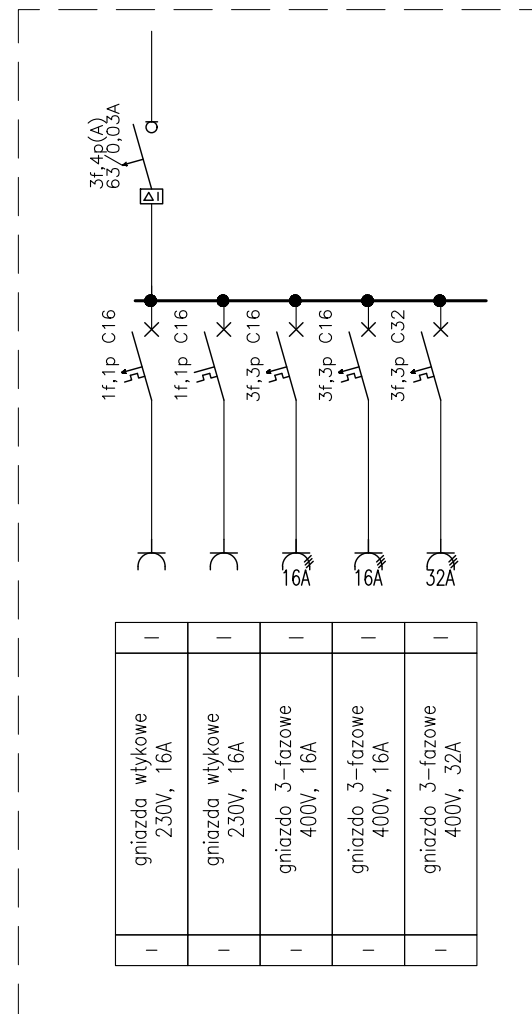 3f,4p(A)
63/0,03A
ΔI
1f,1p C16
1f,1p C16
3f,3p C16
3f,3p C16
3f,3p C32
16A
16A
32A
–
–
–
–
–
gniazda wtykowe
230V, 16A
gniazda wtykowe
230V, 16A
gniazdo 3–fazowe
400V, 16A
gniazdo 3–fazowe
400V, 16A
gniazdo 3–fazowe
400V, 32A
–
–
–
–
–